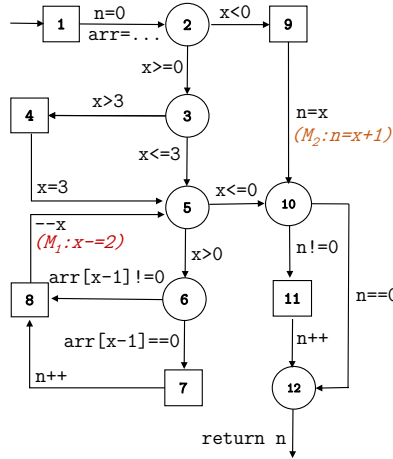 n=0
x<0
1
2
9
arr=...
x>=0
x>3
n=x
4
3
(M₂:n=x+1)
x<=3
x=3
x<=0
5
10
--x
(M₁:x-=2)
x>0
n!=0
arr[x-1]!=0
8
6
11
n==0
arr[x-1]==0
n++
n++
7
12
return n